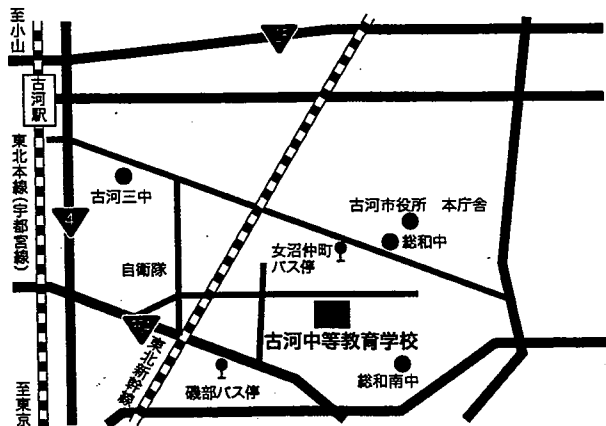 至小山
古河駅
東北本線(宇都宮線)
4
古河三中
古河市役所 本庁舎
総和中
女沼仲町
バス停
自衛隊
古河中等教育学校
東北新幹線
総和南中
磯部バス停
至東京